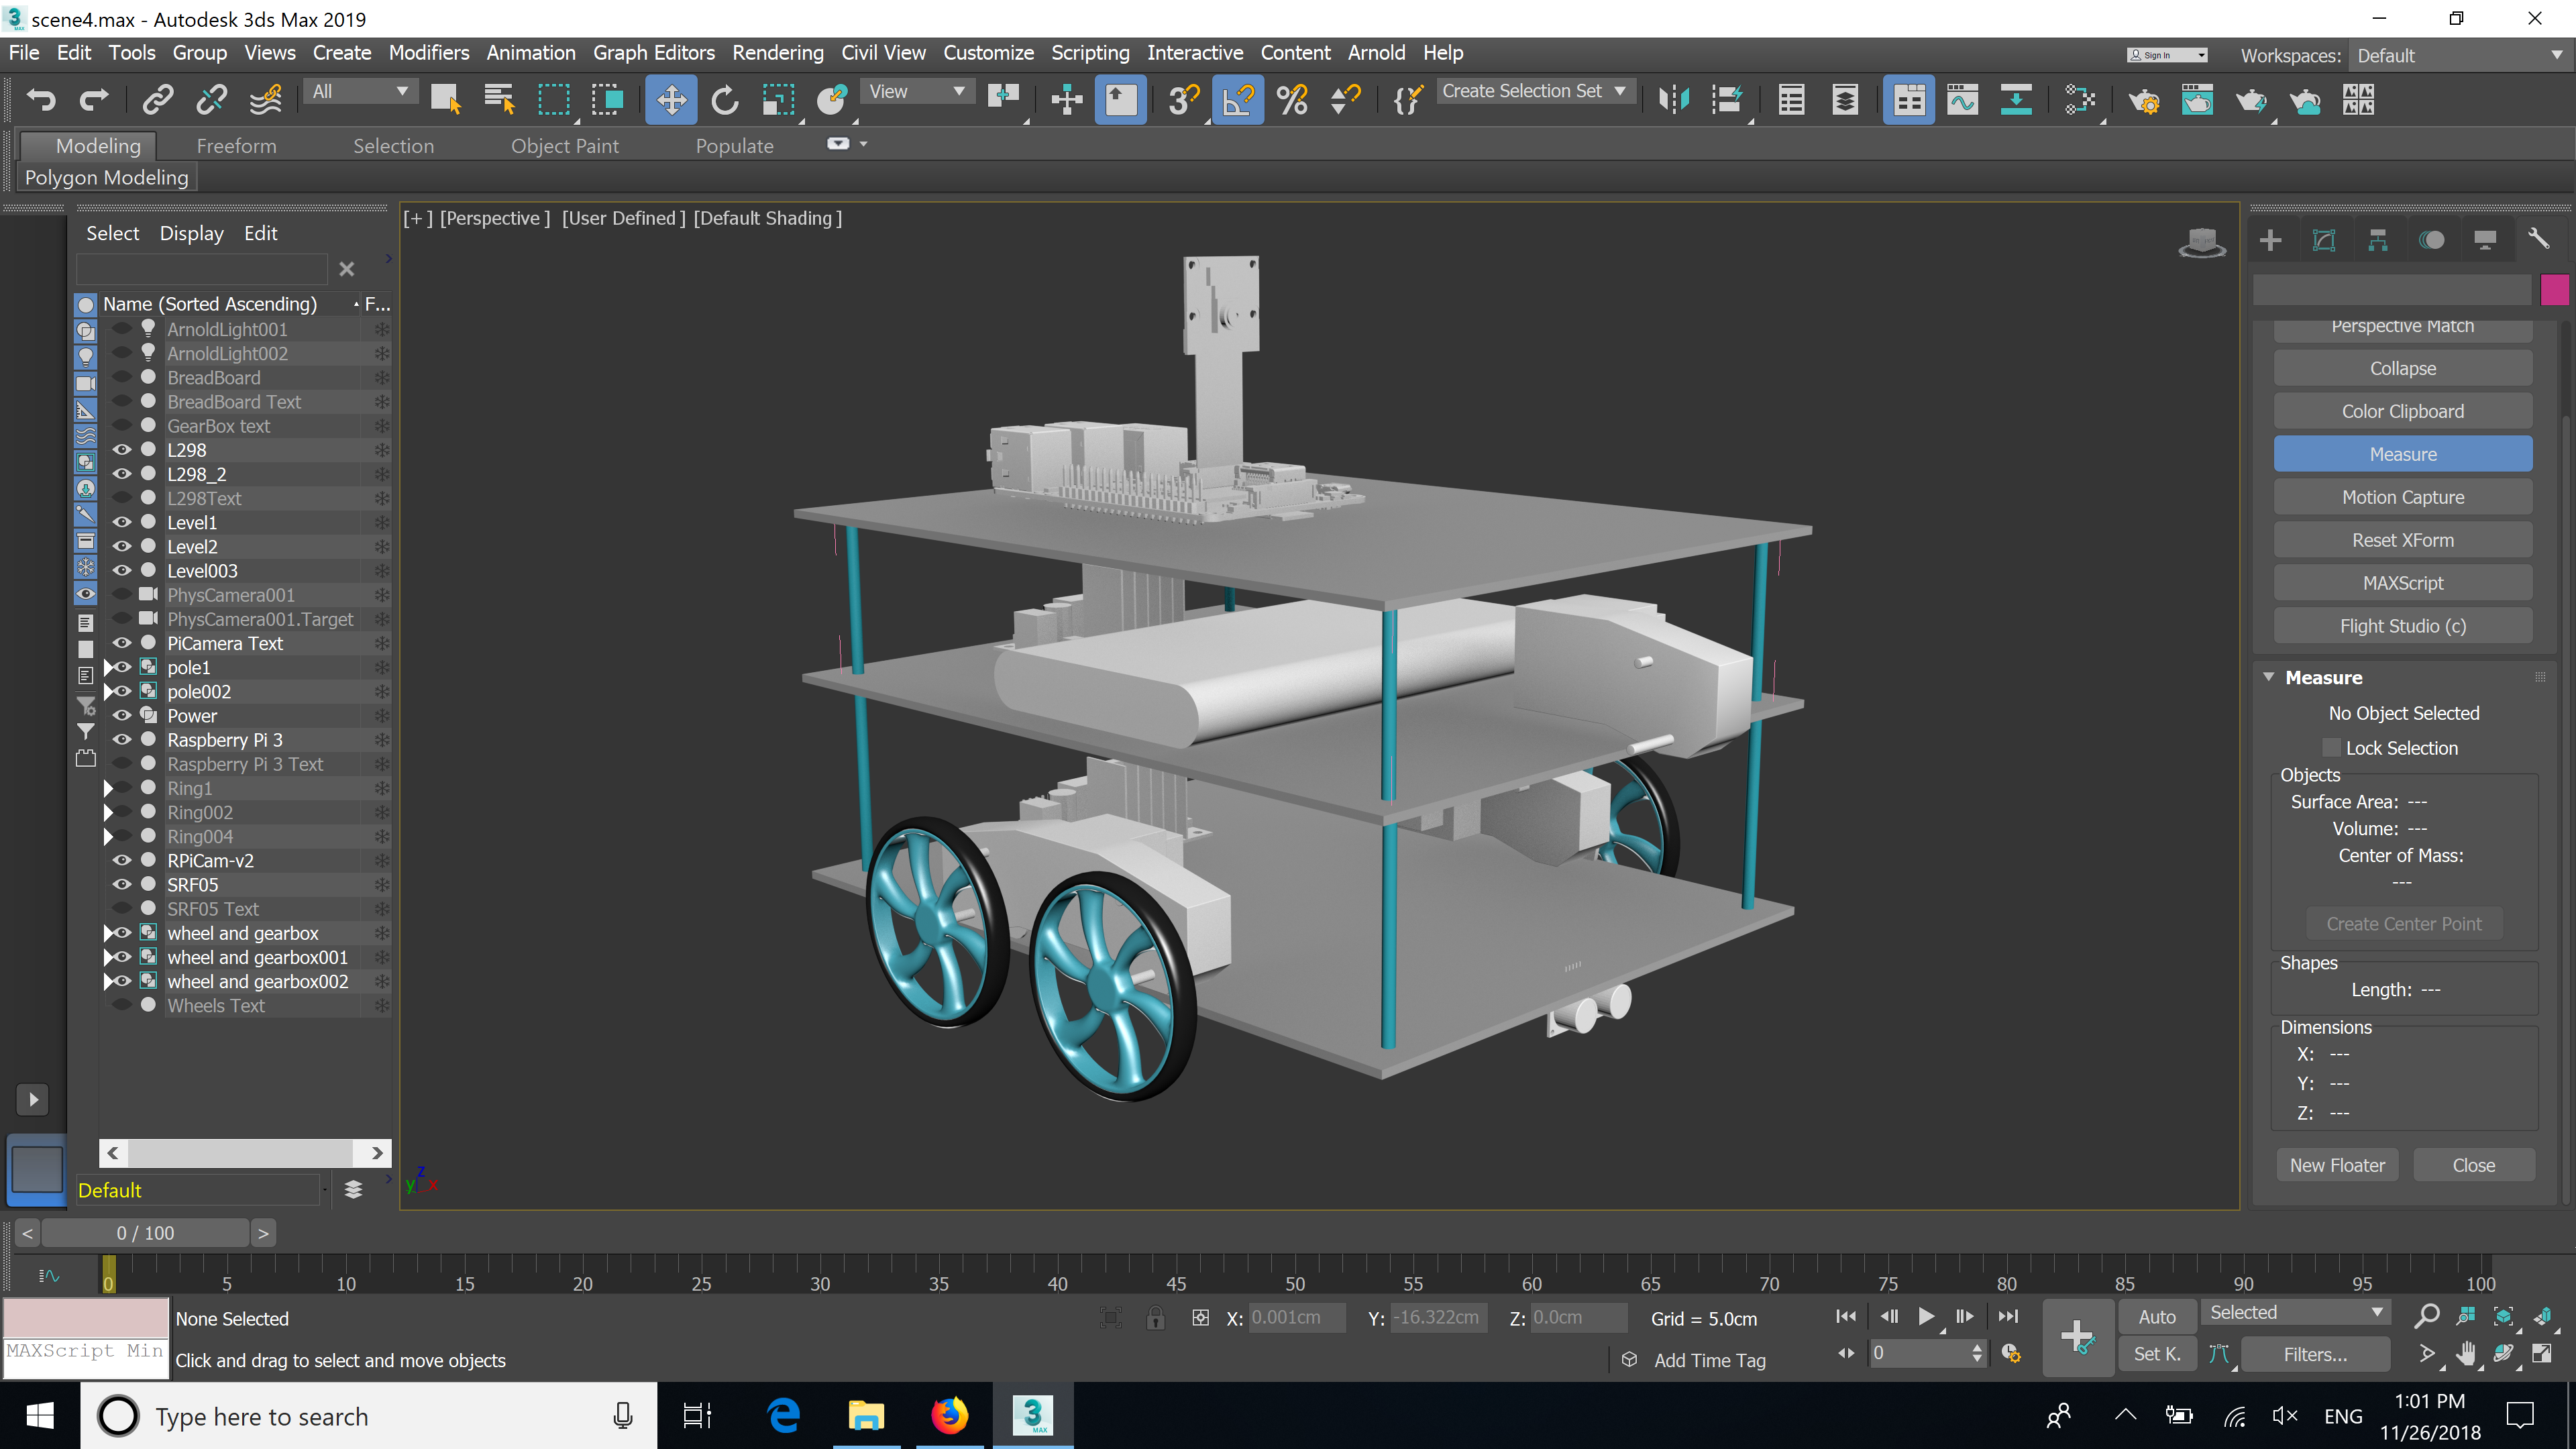 scene4.max - Autodesk 3ds Max 2019
File Edit Tools Group Views Create Modifiers Animation Graph Editors Rendering Civil View Customize Scripting Interactive Content Arnold Help
Sign In
Workspaces: Default
All
View
Create Selection Set
Modeling Freeform Selection Object Paint Populate
Polygon Modeling
Select Display Edit
Name (Sorted Ascending) F...
ArnoldLight001
ArnoldLight002
BreadBoard
BreadBoard Text
GearBox text
L298
L298_2
L298Text
Level1
Level2
Level003
PhysCamera001
PhysCamera001.Target
PiCamera Text
pole1
pole002
Power
Raspberry Pi 3
Raspberry Pi 3 Text
Ring1
Ring002
Ring004
RPiCam-v2
SRF05
SRF05 Text
wheel and gearbox
wheel and gearbox001
wheel and gearbox002
Wheels Text
Default
[+] [Perspective] [User Defined] [Default Shading]
z
y x
Perspective Match
Collapse
Color Clipboard
Measure
Motion Capture
Reset XForm
MAXScript
Flight Studio (c)
Measure
No Object Selected
Lock Selection
Objects
Surface Area: ---
Volume: ---
Center of Mass:
---
Create Center Point
Shapes
Length: ---
Dimensions
X: ---
Y: ---
Z: ---
New Floater Close
< 0 / 100 >
0 5 10 15 20 25 30 35 40 45 50 55 60 65 70 75 80 85 90 95 100
None Selected
X: 0.001cm Y: -16.322cm Z: 0.0cm Grid = 5.0cm
Auto Selected
MAXScript Min
Click and drag to select and move objects
Add Time Tag
0
Set K. Filters...
Type here to search
3
MAX
ENG
1:01 PM
11/26/2018